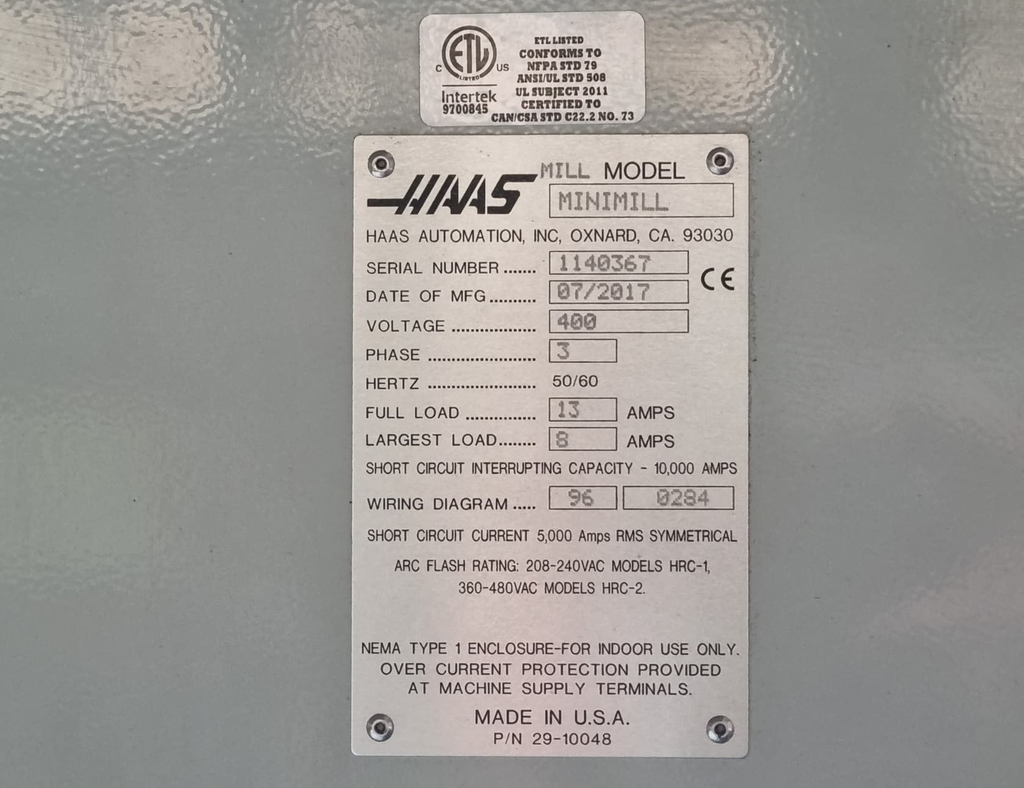 ETL LISTED
CONFORMS TO
NFPA STD 79
ANSI/UL STD 508
UL SUBJECT 2011
CERTIFIED TO
CAN/CSA STD C22.2 NO. 73
C ETL US
LISTED
Intertek
9700845
HAAS
MILL MODEL
MINIMILL
HAAS AUTOMATION, INC, OXNARD, CA. 93030
SERIAL NUMBER ....... 1140367
CE
DATE OF MFG.......... 07/2017
VOLTAGE ................. 400
PHASE ...................... 3
HERTZ ...................... 50/60
FULL LOAD .............. 13 AMPS
LARGEST LOAD........ 8 AMPS
SHORT CIRCUIT INTERRUPTING CAPACITY - 10,000 AMPS
WIRING DIAGRAM ..... 96 0284
SHORT CIRCUIT CURRENT 5,000 Amps RMS SYMMETRICAL
ARC FLASH RATING: 208-240VAC MODELS HRC-1,
360-480VAC MODELS HRC-2.
NEMA TYPE 1 ENCLOSURE-FOR INDOOR USE ONLY.
OVER CURRENT PROTECTION PROVIDED
AT MACHINE SUPPLY TERMINALS.
MADE IN U.S.A.
P/N 29-10048